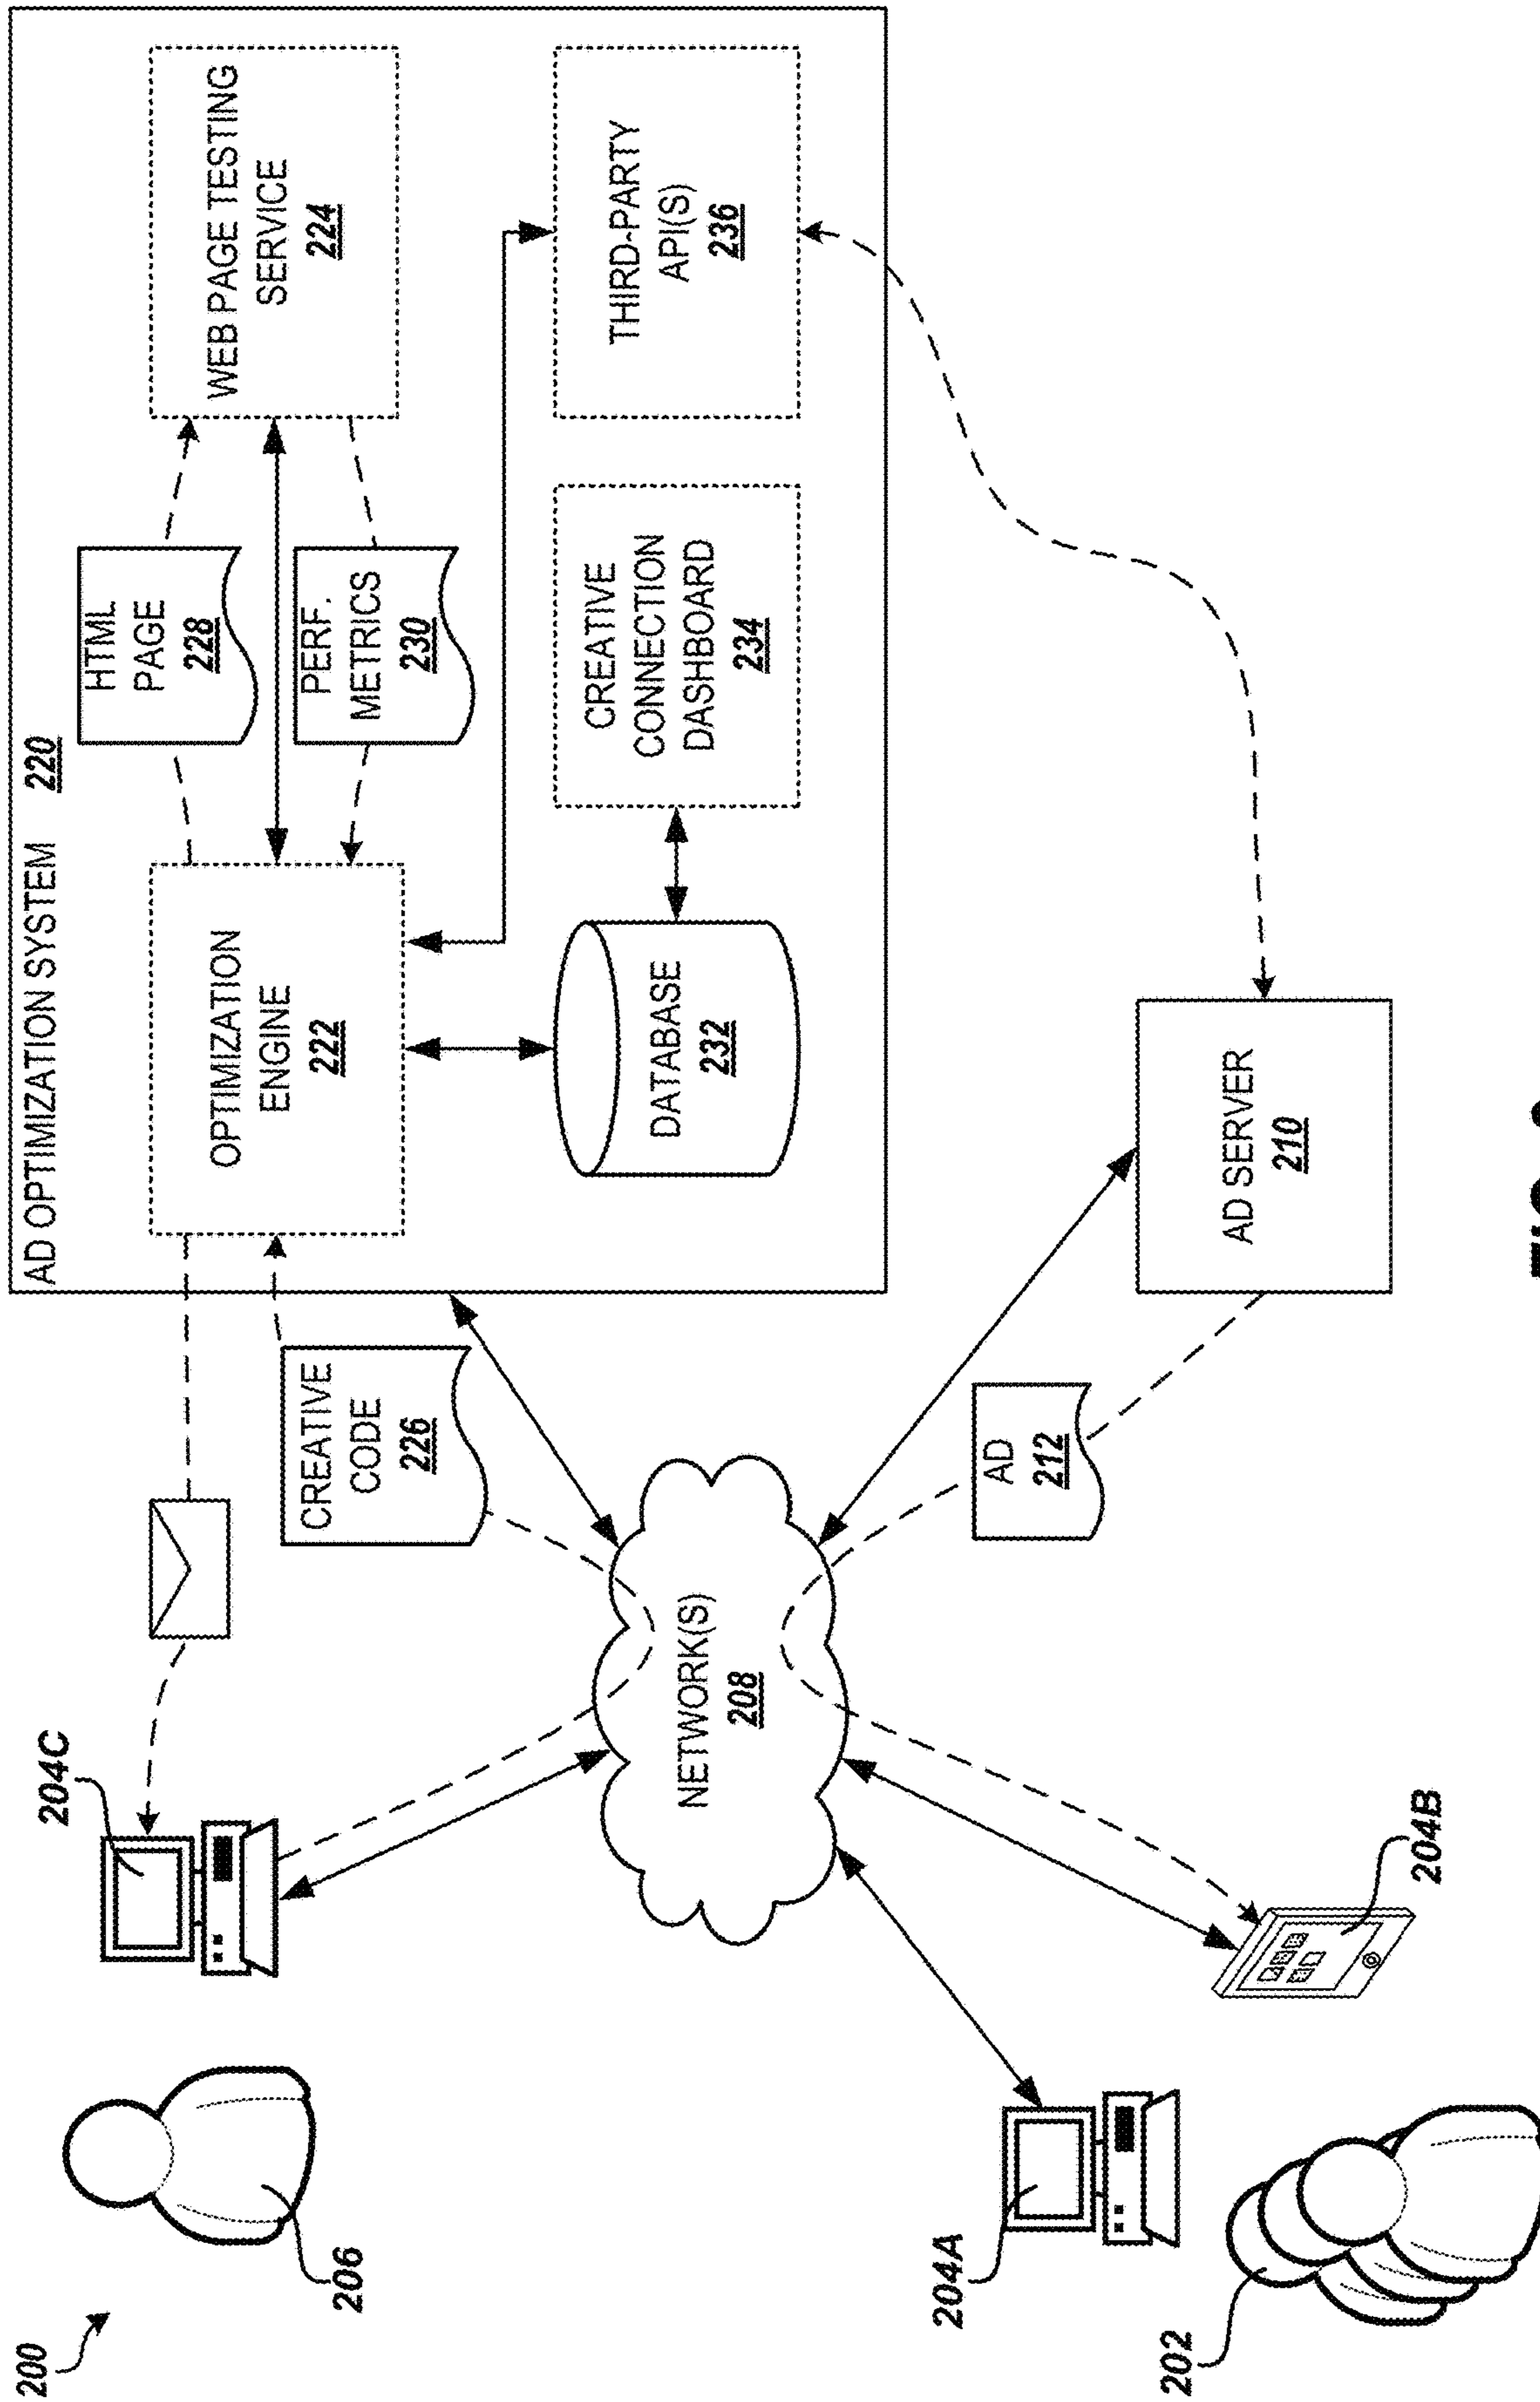 200
206
204C
AD OPTIMIZATION SYSTEM 220
OPTIMIZATION
ENGINE
222
HTML
PAGE
228
PERF.
METRICS
230
WEB PAGE TESTING
SERVICE
224
CREATIVE
CODE
226
DATABASE
232
CREATIVE
CONNECTION
DASHBOARD
234
THIRD-PARTY
API(S)
236
NETWORK(S)
208
AD
212
AD SERVER
210
204A
204B
202